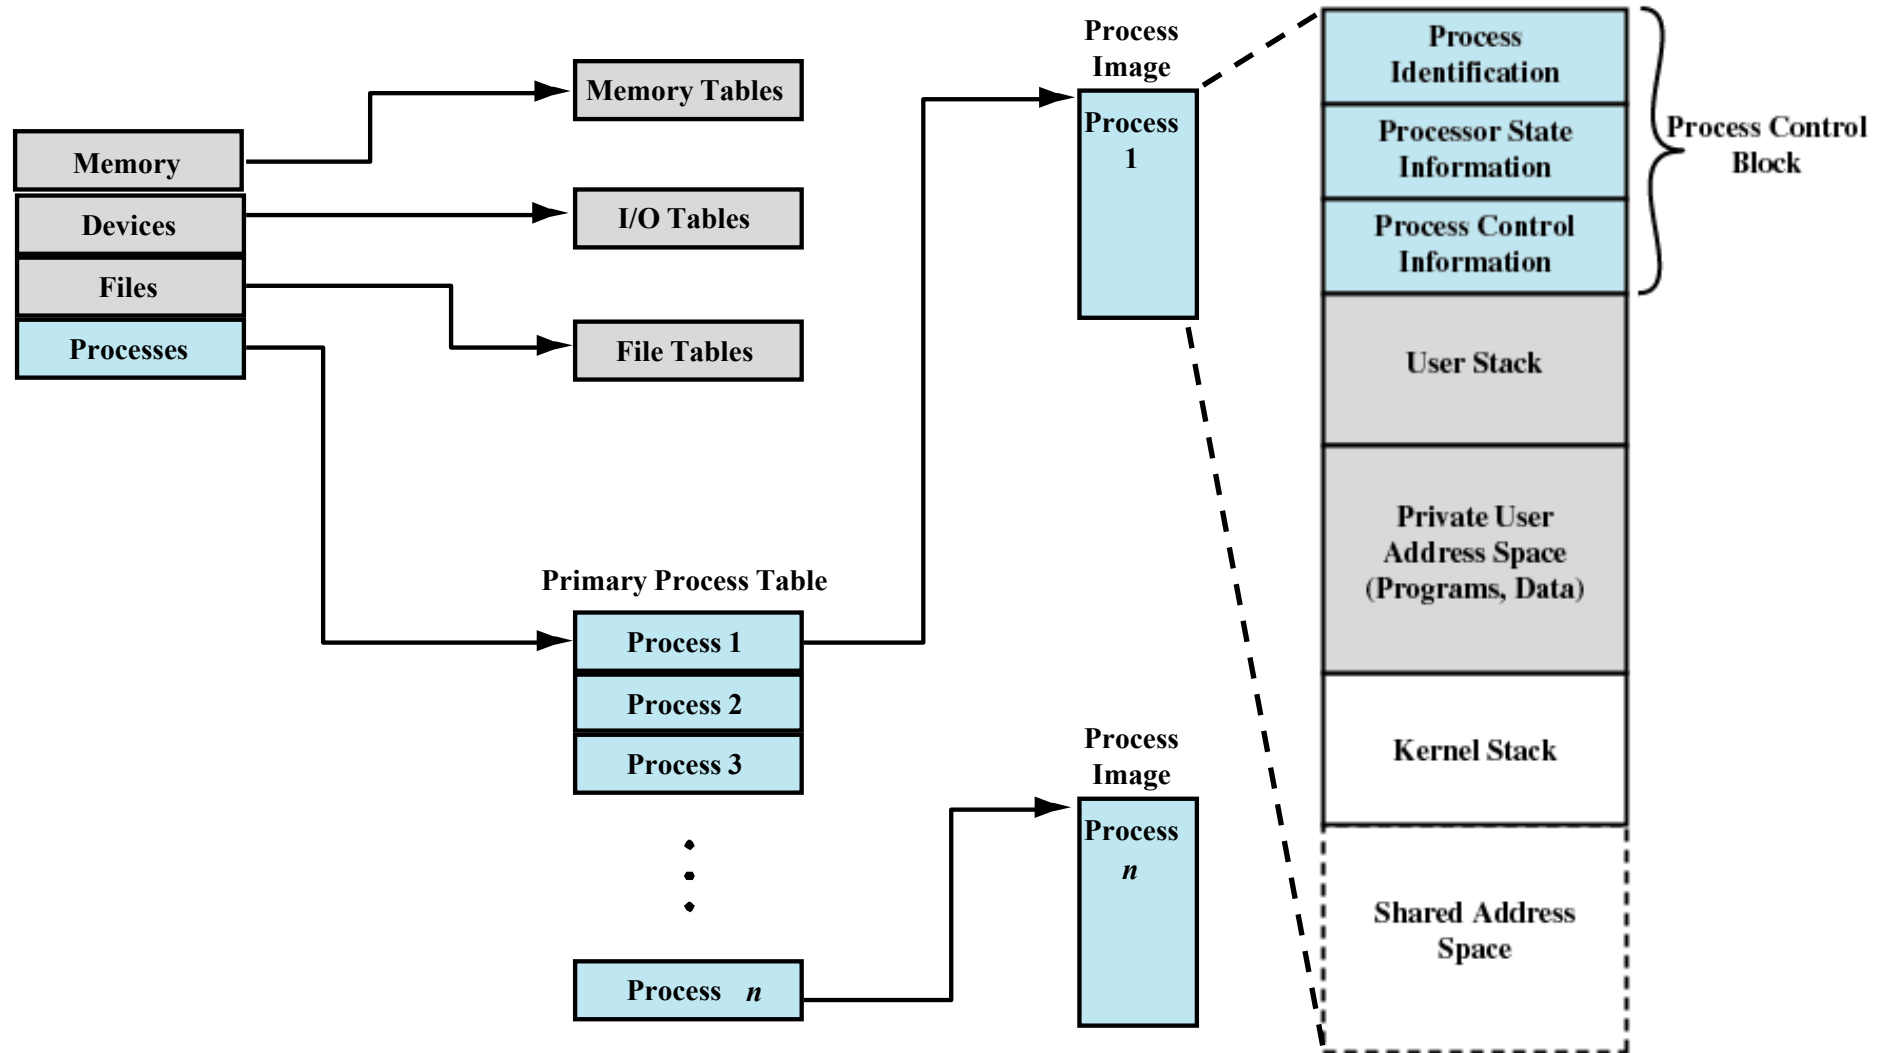 Memory
Devices
Files
Processes
Memory Tables
I/O Tables
File Tables
Primary Process Table
Process 1
Process 2
Process 3
Process n
Process
Image
Process
1
Process
Image
Process
n
Process
Identification
Processor State
Information
Process Control
Information
User Stack
Private User
Address Space
(Programs, Data)
Kernel Stack
Shared Address
Space
Process Control
Block